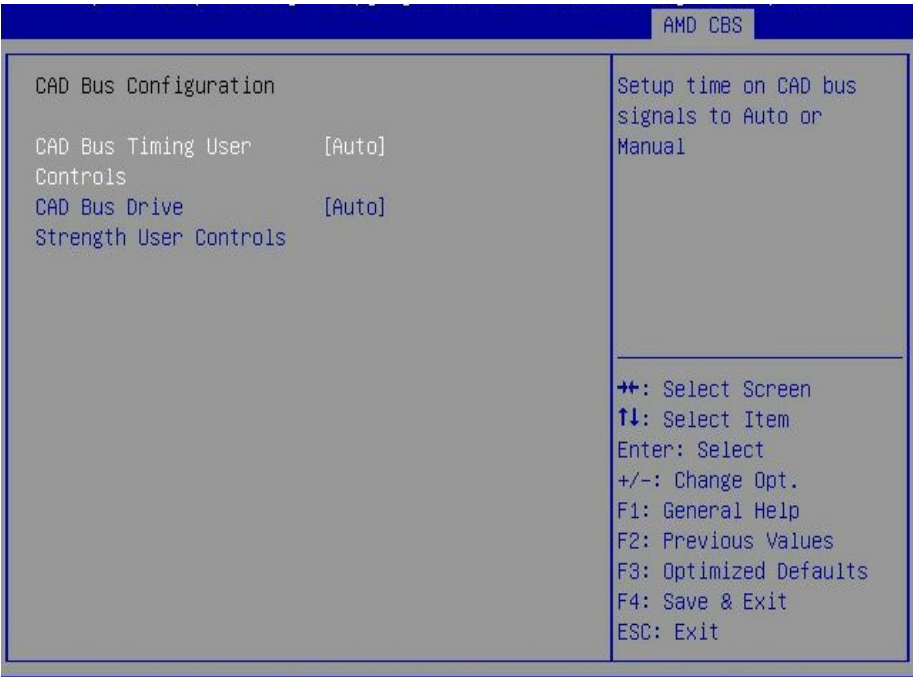 AMD CBS
CAD Bus Configuration
CAD Bus Timing User [Auto]
Controls
CAD Bus Drive [Auto]
Strength User Controls
Setup time on CAD bus
signals to Auto or
Manual
→←: Select Screen
↑↓: Select Item
Enter: Select
+/-: Change Opt.
F1: General Help
F2: Previous Values
F3: Optimized Defaults
F4: Save & Exit
ESC: Exit